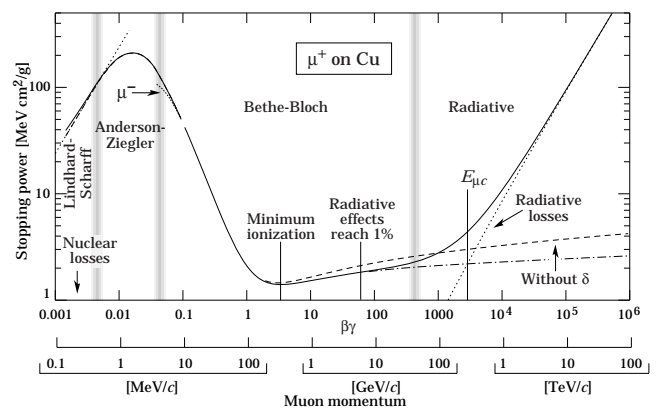 Stopping power [MeV cm²/g]
100
10
1
μ⁺ on Cu
μ⁻
Lindhard-
Scharff
Anderson-
Ziegler
Bethe-Bloch
Radiative
Eμc
Radiative
losses
Minimum
ionization
Radiative
effects
reach 1%
Nuclear
losses
Without δ
0.001
0.01
0.1
1
10
100
1000
10⁴
10⁵
10⁶
βγ
0.1
1
10
100
1
10
100
1
10
100
[MeV/c]
[GeV/c]
[TeV/c]
Muon momentum